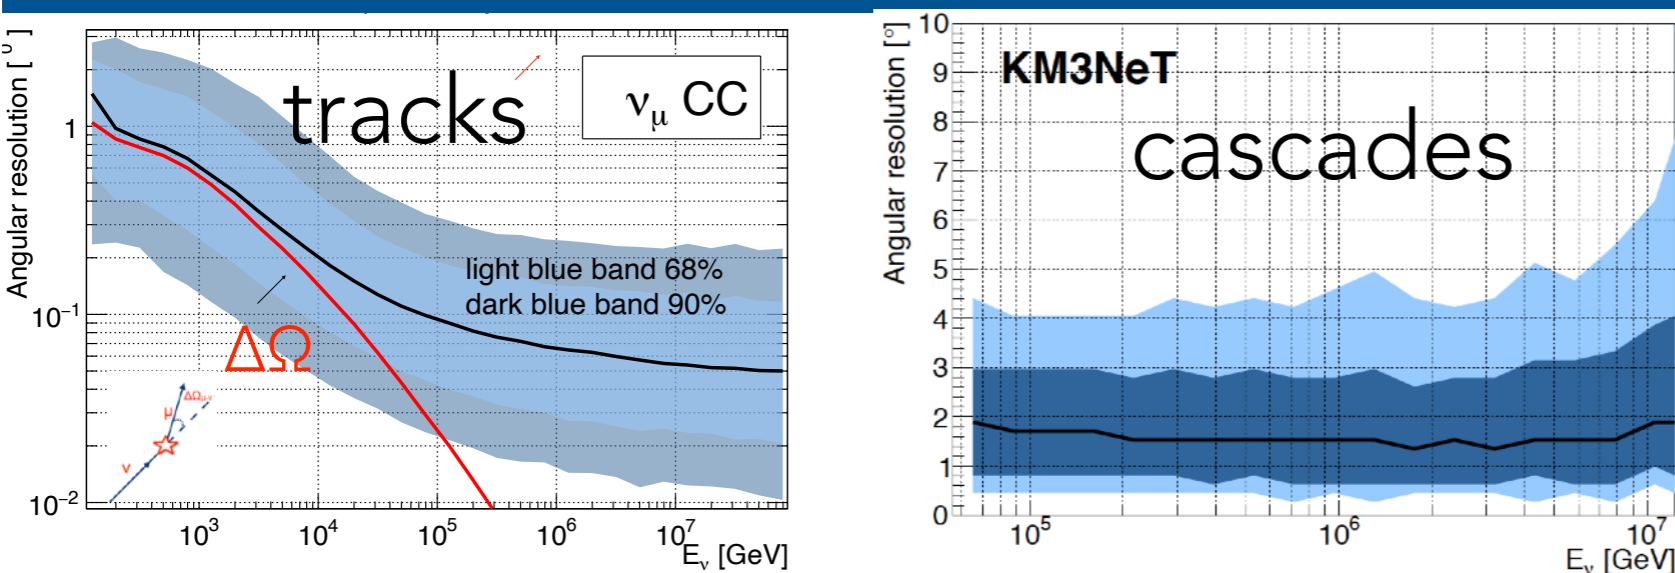 Angular resolution [ ° ]
1
10⁻¹
10⁻²
tracks
ν_μ CC
light blue band 68%
dark blue band 90%
ΔΩ
μ
ΔΩ_μ-ν
ν
10³ 10⁴ 10⁵ 10⁶ 10⁷
E_ν [GeV]
Angular resolution [°]
10
9
8
7
6
5
4
3
2
1
0
KM3NeT
cascades
10⁵ 10⁶ 10⁷
E_ν [GeV]